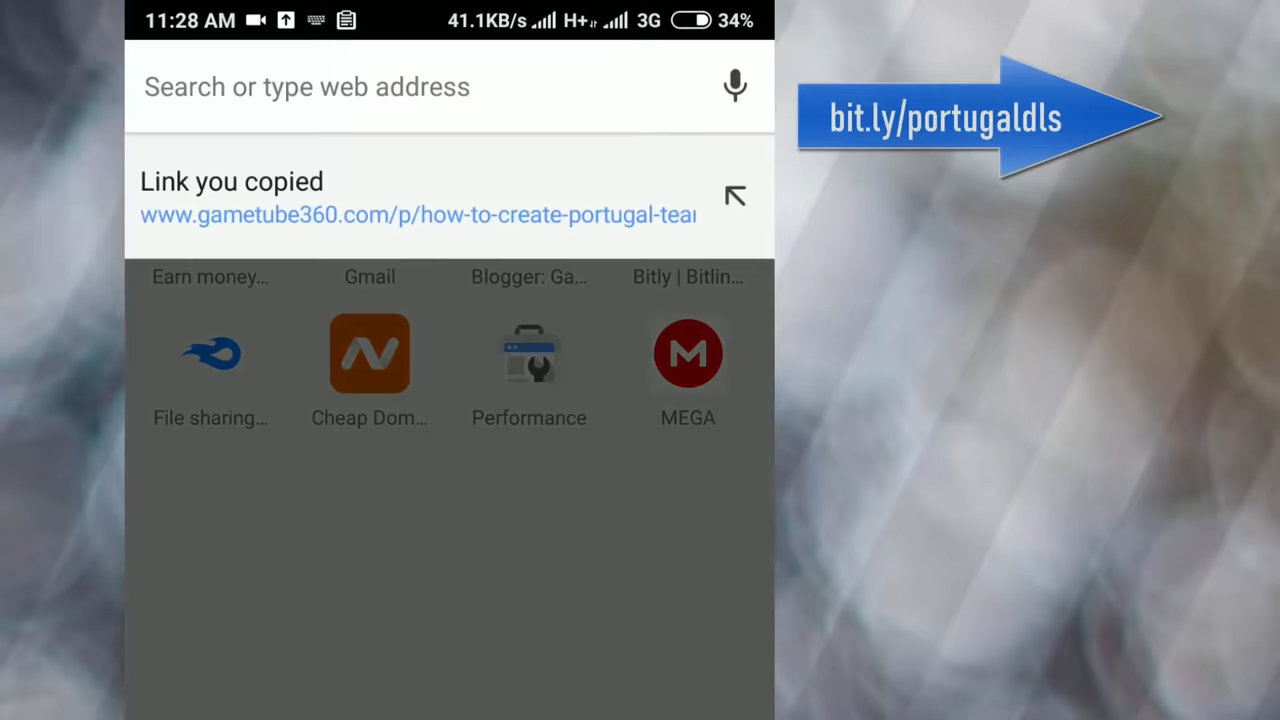 11:28 AM 41.1KB/s H+ 3G 34%
Search or type web address
bit.ly/portugaldls
Link you copied
www.gametube360.com/p/how-to-create-portugal-tear
Earn money... Gmail Blogger: Ga... Bitly | Bitlin...
File sharing... Cheap Dom... Performance MEGA